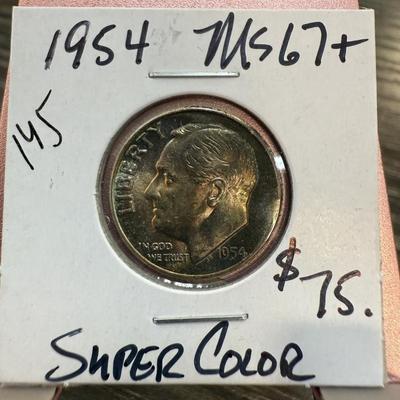 1954 MS67+
145
LIBERTY
IN GOD
WE TRUST
1954
$75.
SUPER COLOR